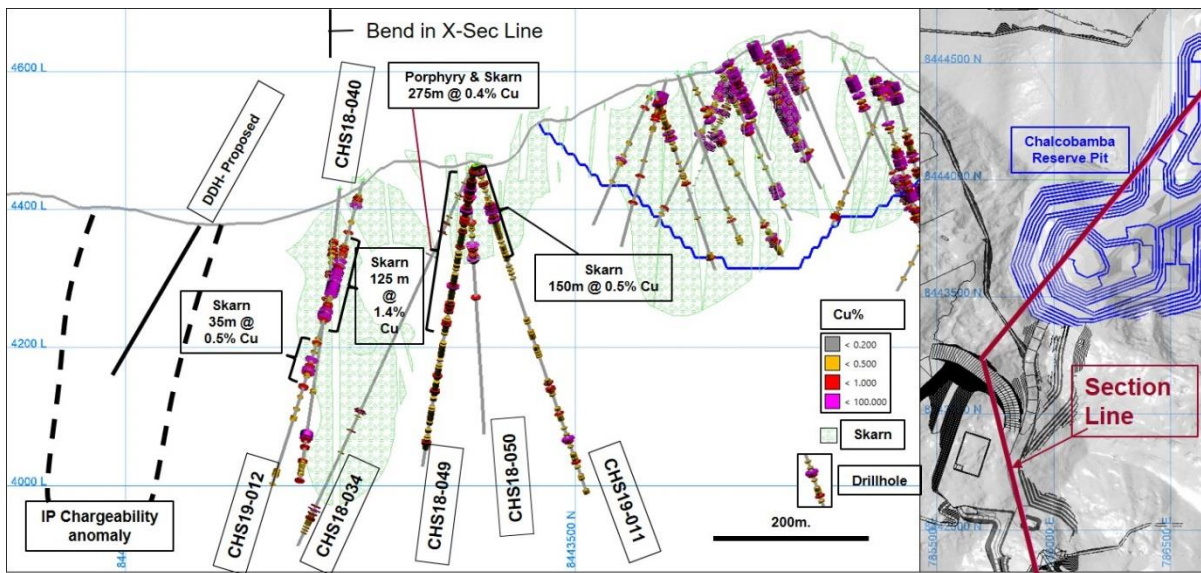 Bend in X-Sec Line
4600 L
4400 L
4200 L
4000 L
DDH- Proposed
CHS18-040
Porphyry & Skarn
275m @ 0.4% Cu
Skarn
125 m
@
1.4%
Cu
Skarn
35m @
0.5% Cu
Skarn
150m @ 0.5% Cu
IP Chargeability
anomaly
CHS19-012
CHS18-034
CHS18-049
CHS18-050
CHS19-011
8443500 N
Cu%
< 0.200
< 0.500
< 1.000
< 100.000
Skarn
Drillhole
200m.
8444500 N
Chalcobamba
Reserve Pit
8444000 N
8443500 N
Section
Line